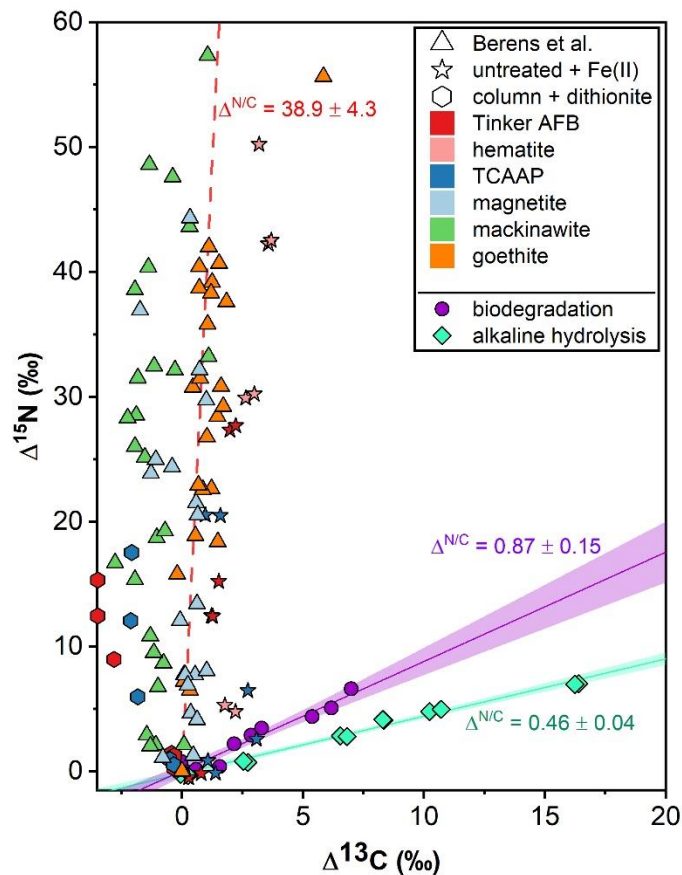 60
50
40
30
20
10
0
Δ15N (‰)
0
5
10
15
20
Δ13C (‰)
ΔN/C = 38.9 ± 4.3
Berens et al.
untreated + Fe(II)
column + dithionite
Tinker AFB
hematite
TCAAP
magnetite
mackinawite
goethite
biodegradation
alkaline hydrolysis
ΔN/C = 0.87 ± 0.15
ΔN/C = 0.46 ± 0.04